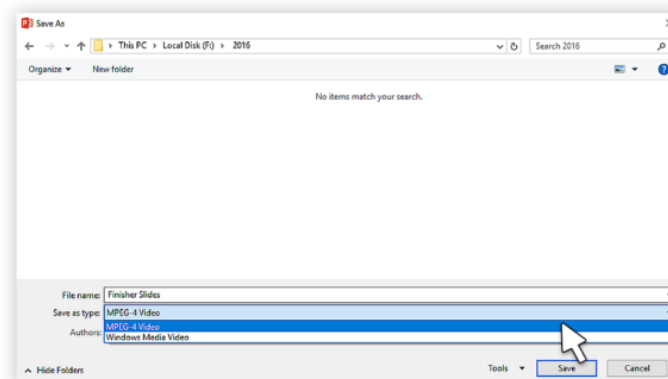 Save As
This PC > Local Disk (F:) > 2016
Search 2016
Organize
New folder
No items match your search.
File name: Finisher Slides
Save as type: MPEG-4 Video
MPEG-4 Video
Authors:
Windows Media Video
Hide Folders
Tools
Save
Cancel